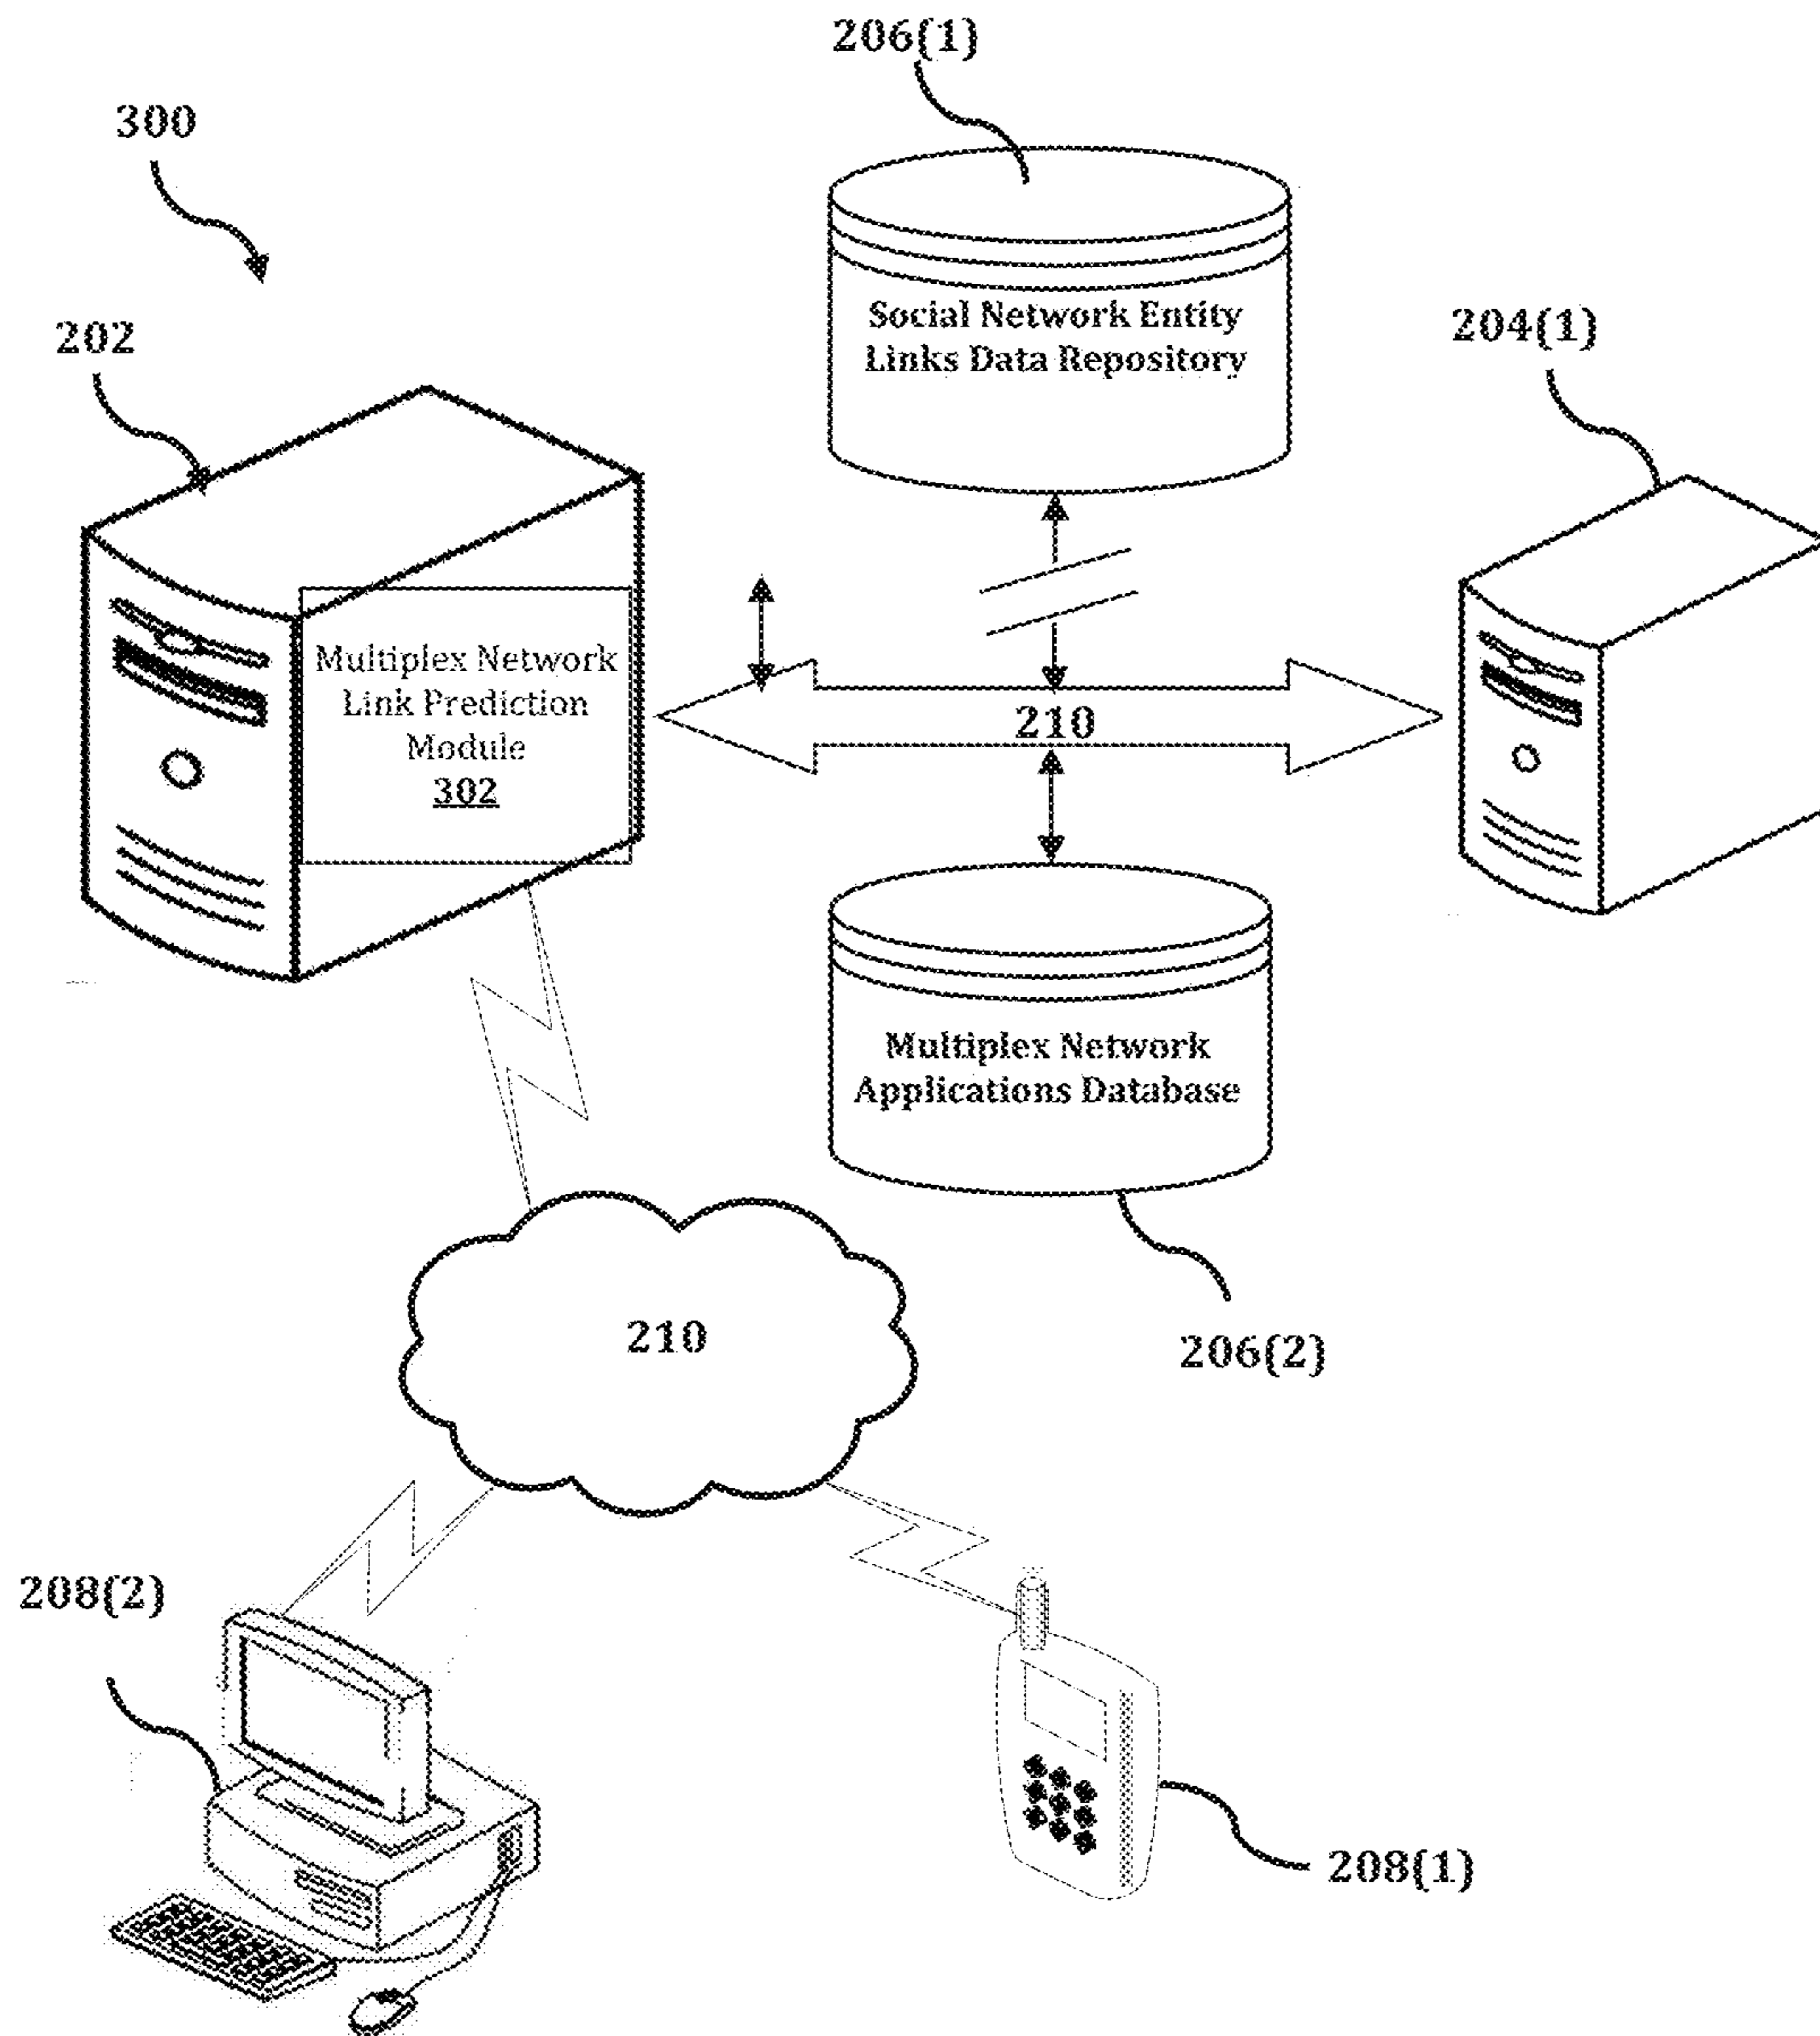 206(1)
300
Social Network Entity
Links Data Repository
202
204(1)
Multiplex Network
Link Prediction
Module
302
210
Multiplex Network
Applications Database
210
206(2)
208(2)
208(1)